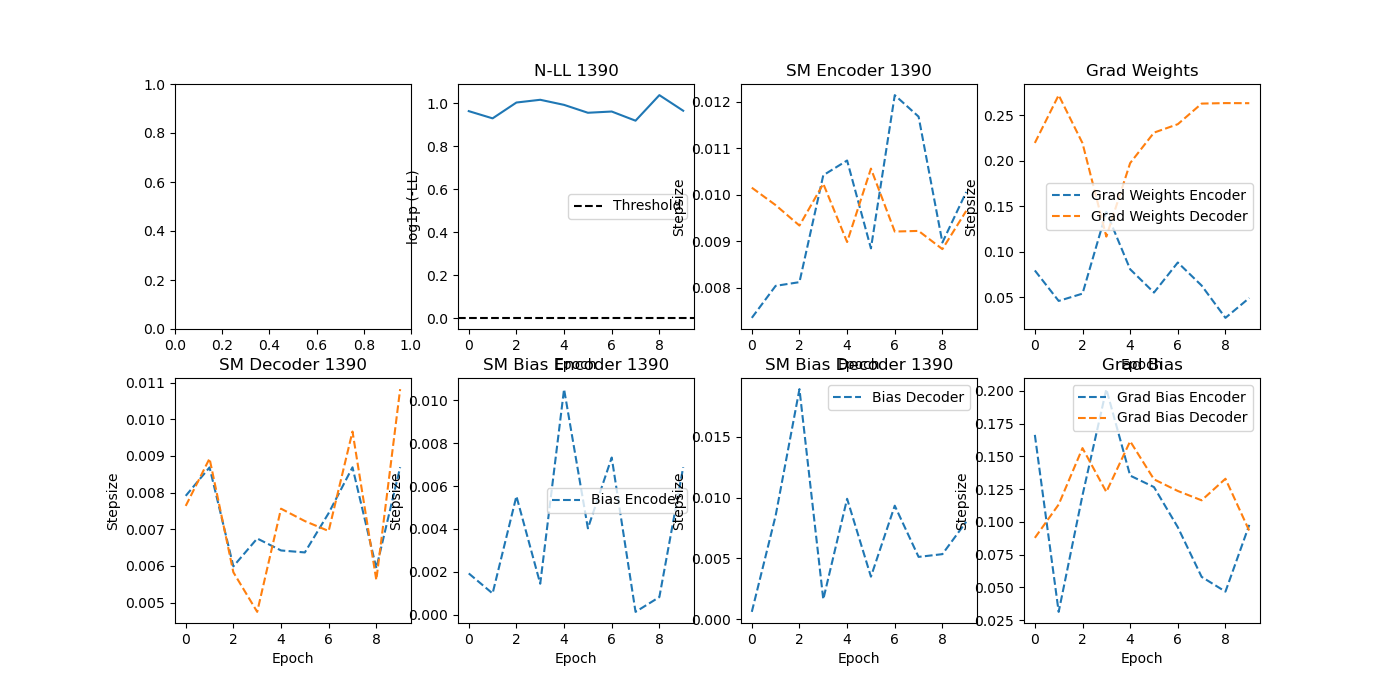 N-LL 1390
SM Encoder 1390
Grad Weights
1.0
0.8
0.6
0.4
0.2
0.0
0.0 0.2 0.4 0.6 0.8 1.0
log1p (-LL)
1.0
0.8
0.6
0.4
0.2
0.0
Threshold
0 2 4 6 8
Epoch
Stepsize
0.012
0.011
0.010
0.009
0.008
0 2 4 6 8
Epoch
Stepsize
0.25
0.20
0.15
0.10
0.05
Grad Weights Encoder
Grad Weights Decoder
0 2 4 6 8
Epoch
SM Decoder 1390
SM Bias Encoder 1390
SM Bias Decoder 1390
Grad Bias
Stepsize
0.011
0.010
0.009
0.008
0.007
0.006
0.005
0 2 4 6 8
Epoch
Stepsize
0.010
0.008
0.006
0.004
0.002
0.000
Bias Encoder
0 2 4 6 8
Epoch
Stepsize
0.015
0.010
0.005
0.000
Bias Decoder
0 2 4 6 8
Epoch
Stepsize
0.200
0.175
0.150
0.125
0.100
0.075
0.050
0.025
Grad Bias Encoder
Grad Bias Decoder
0 2 4 6 8
Epoch